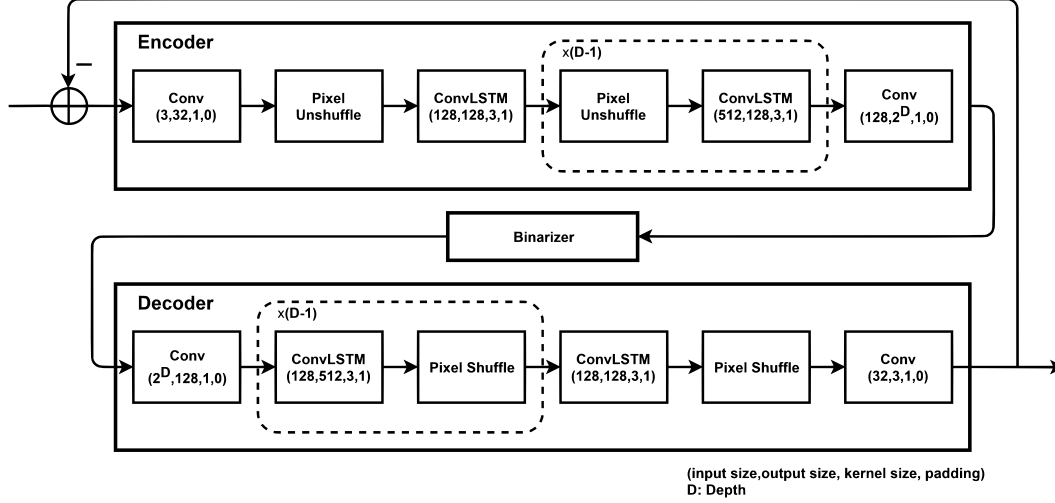 Encoder
x(D-1)
−
Conv
(3,32,1,0)
Pixel
Unshuffle
ConvLSTM
(128,128,3,1)
Pixel
Unshuffle
ConvLSTM
(512,128,3,1)
Conv
(128,2^D,1,0)
Binarizer
Decoder
x(D-1)
Conv
(2^D,128,1,0)
ConvLSTM
(128,512,3,1)
Pixel Shuffle
ConvLSTM
(128,128,3,1)
Pixel Shuffle
Conv
(32,3,1,0)
(input size,output size, kernel size, padding)
D: Depth